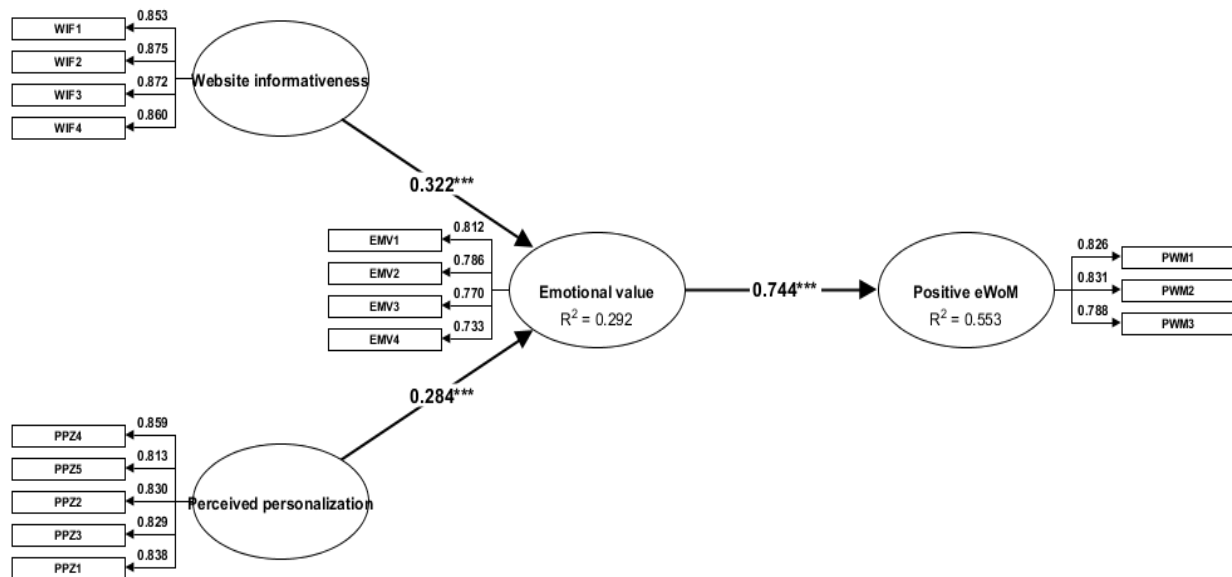 0.853
WIF1
0.875
WIF2
0.872
WIF3
0.860
WIF4
Website informativeness
0.322***
0.812
EMV1
0.786
EMV2
0.770
EMV3
0.733
EMV4
Emotional value
R² = 0.292
0.744***
Positive eWoM
R² = 0.553
0.826
PWM1
0.831
PWM2
0.788
PWM3
0.284***
0.859
PPZ4
0.813
PPZ5
0.830
PPZ2
0.829
PPZ3
0.838
PPZ1
Perceived personalization